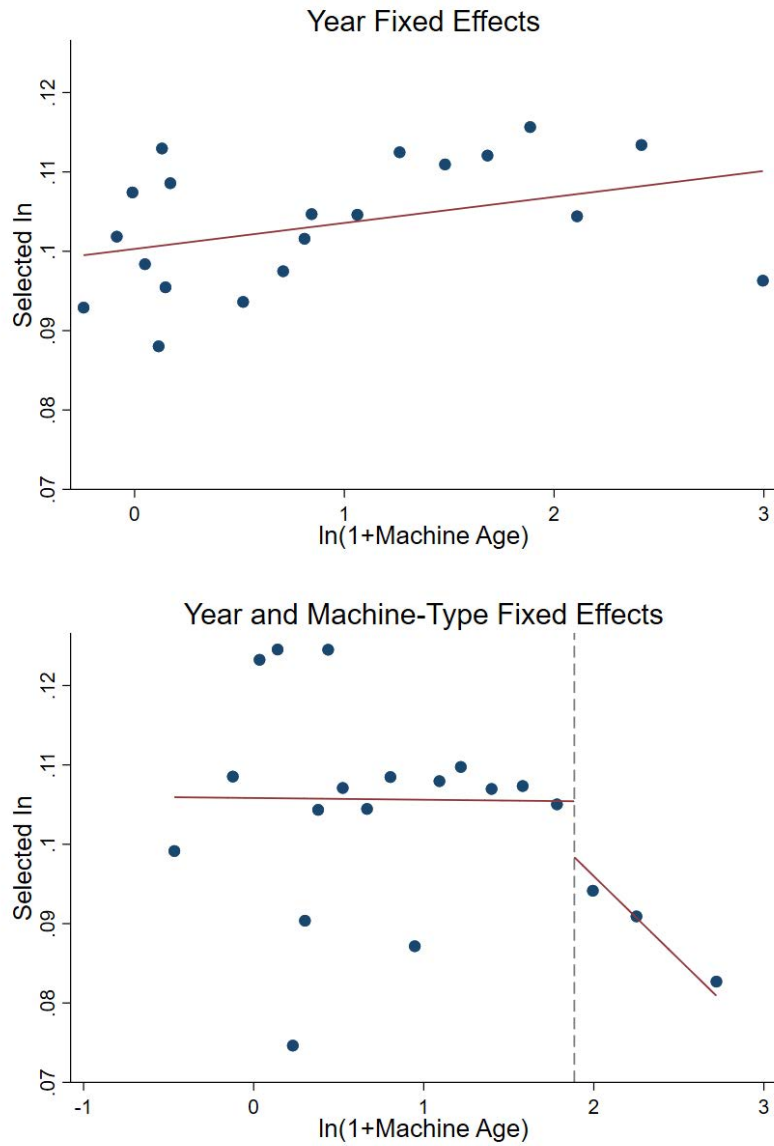 Year Fixed Effects
Selected In
.12
.11
.1
.09
.08
.07
0 1 2 3
ln(1+Machine Age)
Year and Machine-Type Fixed Effects
Selected In
.12
.11
.1
.09
.08
.07
-1 0 1 2 3
ln(1+Machine Age)